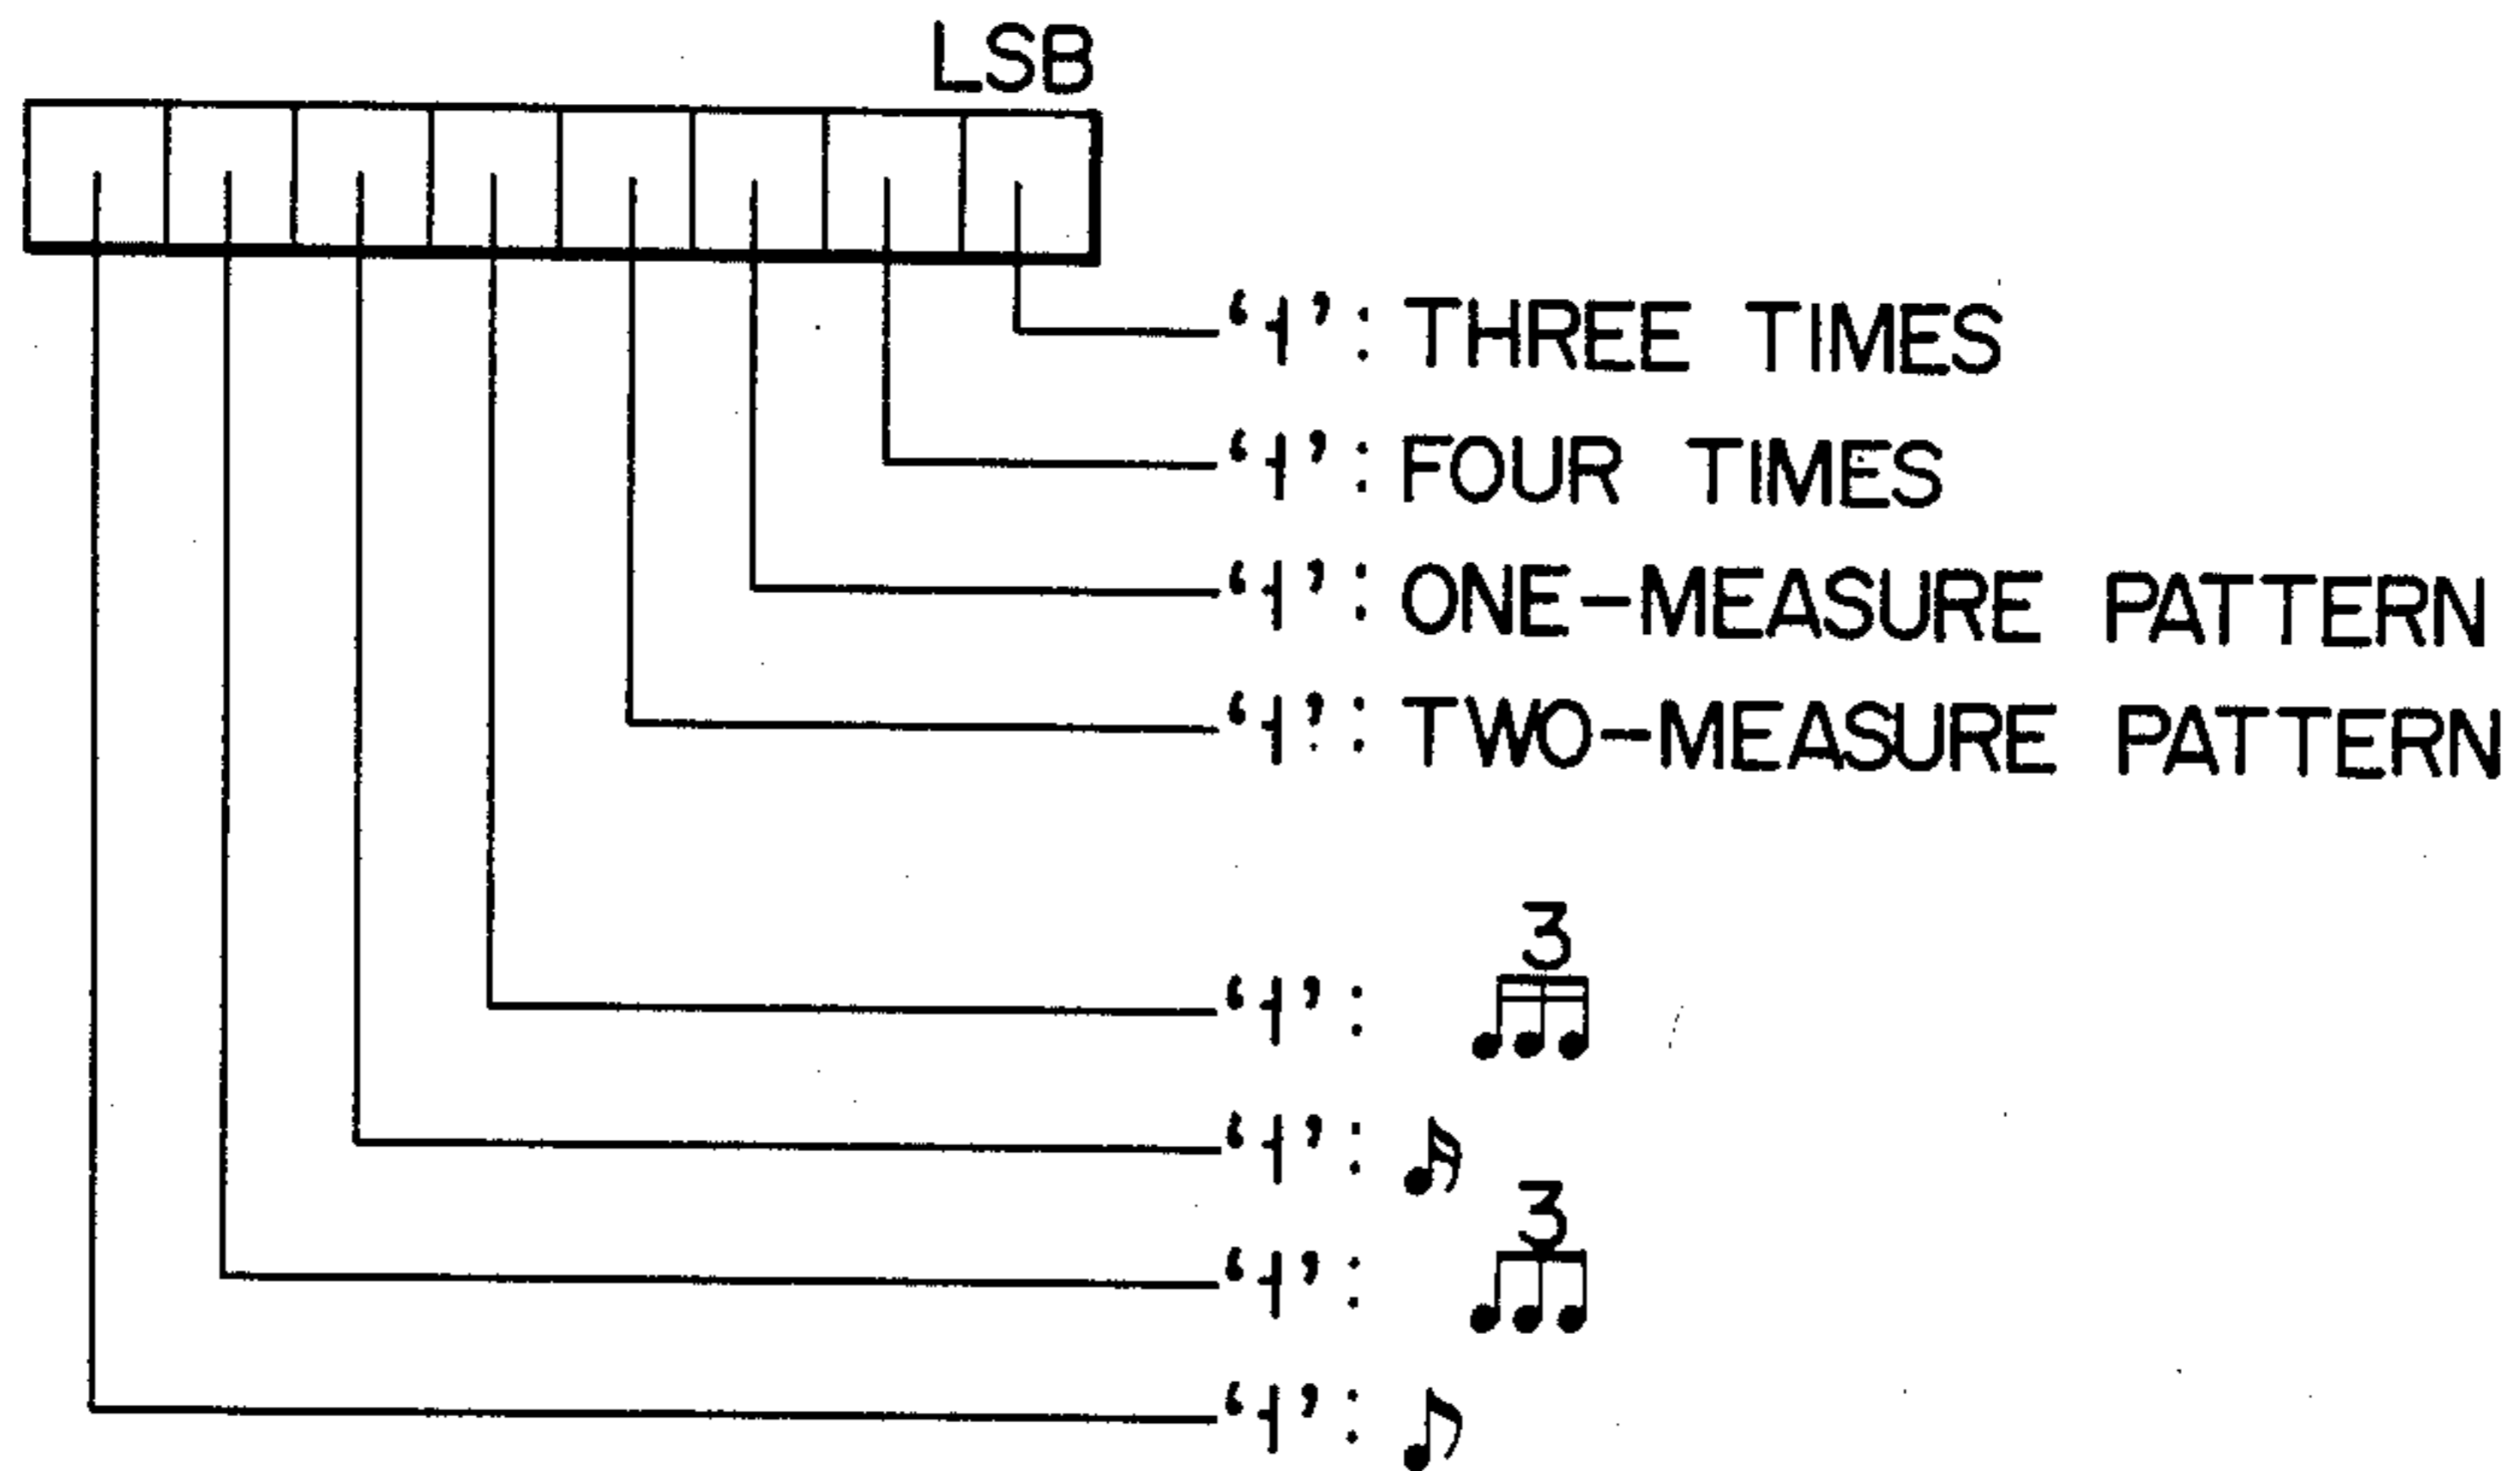 LSB
‘1’: THREE TIMES
‘1’: FOUR TIMES
‘1’: ONE-MEASURE PATTERN
‘1’: TWO-MEASURE PATTERN
3
‘1’:
‘1’:
3
‘1’:
‘1’: